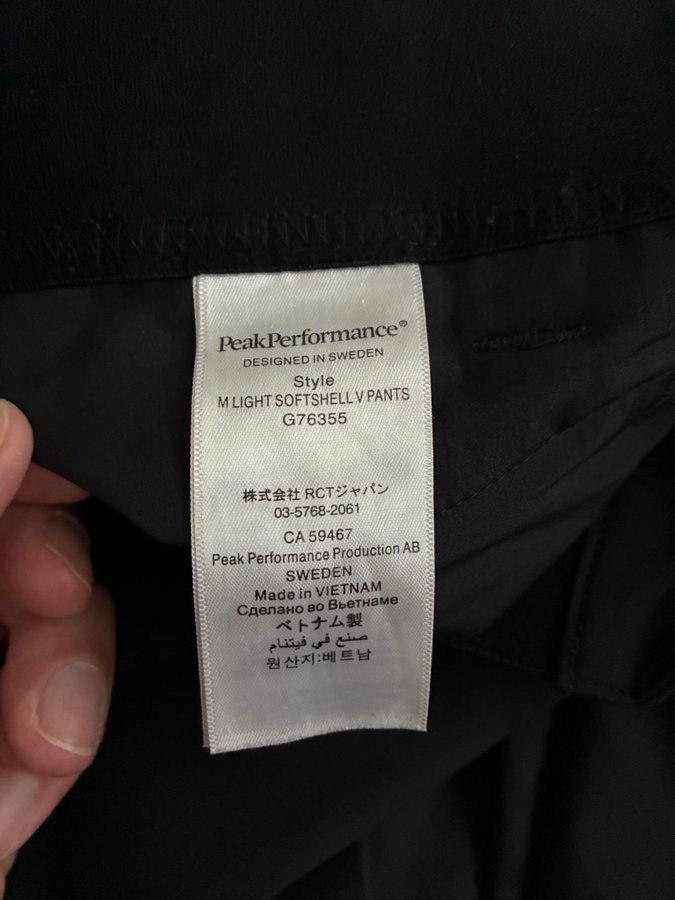 PeakPerformance®
DESIGNED IN SWEDEN
Style
M LIGHT SOFTSHELL V PANTS
G76355
株式会社 RCTジャパン
03-5768-2061
CA 59467
Peak Performance Production AB
SWEDEN
Made in VIETNAM
Сделано во Вьетнаме
ベトナム製
صنع في فيتنام
원산지:베트남